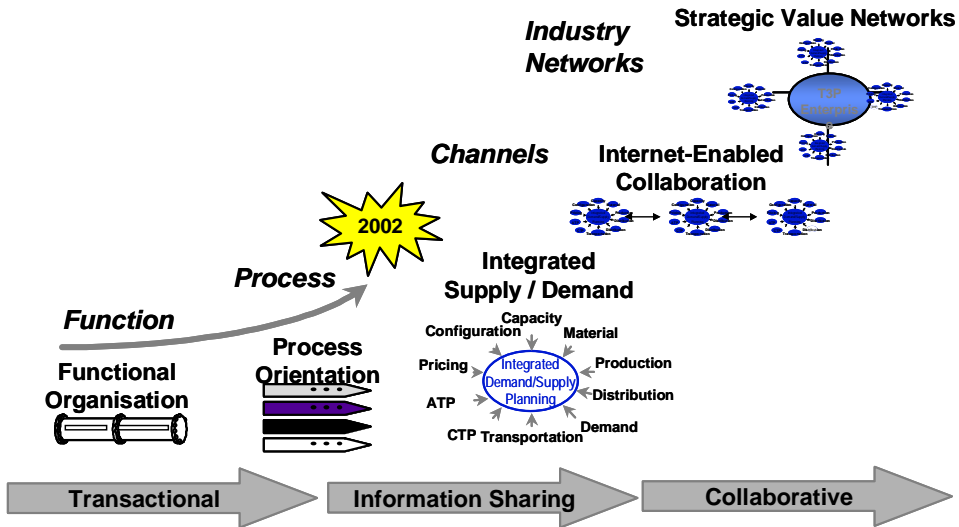 Strategic Value Networks
Industry
Networks
Channels
Internet-Enabled
Collaboration
2002
Process
Function
Integrated
Supply / Demand
Functional
Organisation
Process
Orientation
Capacity
Configuration
Material
Pricing
Production
Integrated
Demand/Supply
Planning
ATP
Distribution
CTP
Transportation
Demand
Transactional
Information Sharing
Collaborative